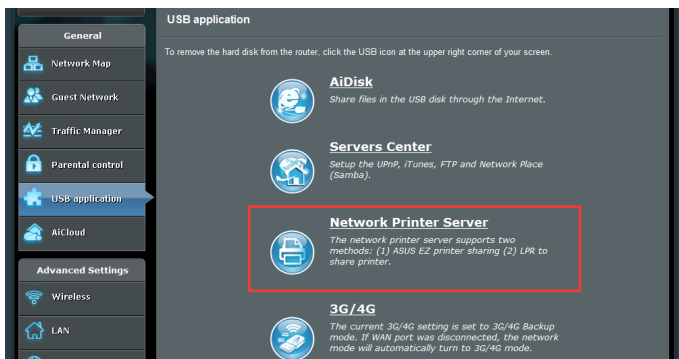 USB application
General
To remove the hard disk from the router, click the USB icon at the upper right corner of your screen.
Network Map
Guest Network
Traffic Manager
Parental control
USB application
AiCloud
Advanced Settings
Wireless
LAN
AiDisk
Share files in the USB disk through the Internet.
Servers Center
Setup the UPnP, iTunes, FTP and Network Place
(Samba).
Network Printer Server
The network printer server supports two
methods: (1) ASUS EZ printer sharing (2) LPR to
share printer.
3G/4G
The current 3G/4G setting is set to 3G/4G Backup
mode. If WAN port was disconnected, the network
mode will automatically turn to 3G/4G mode.